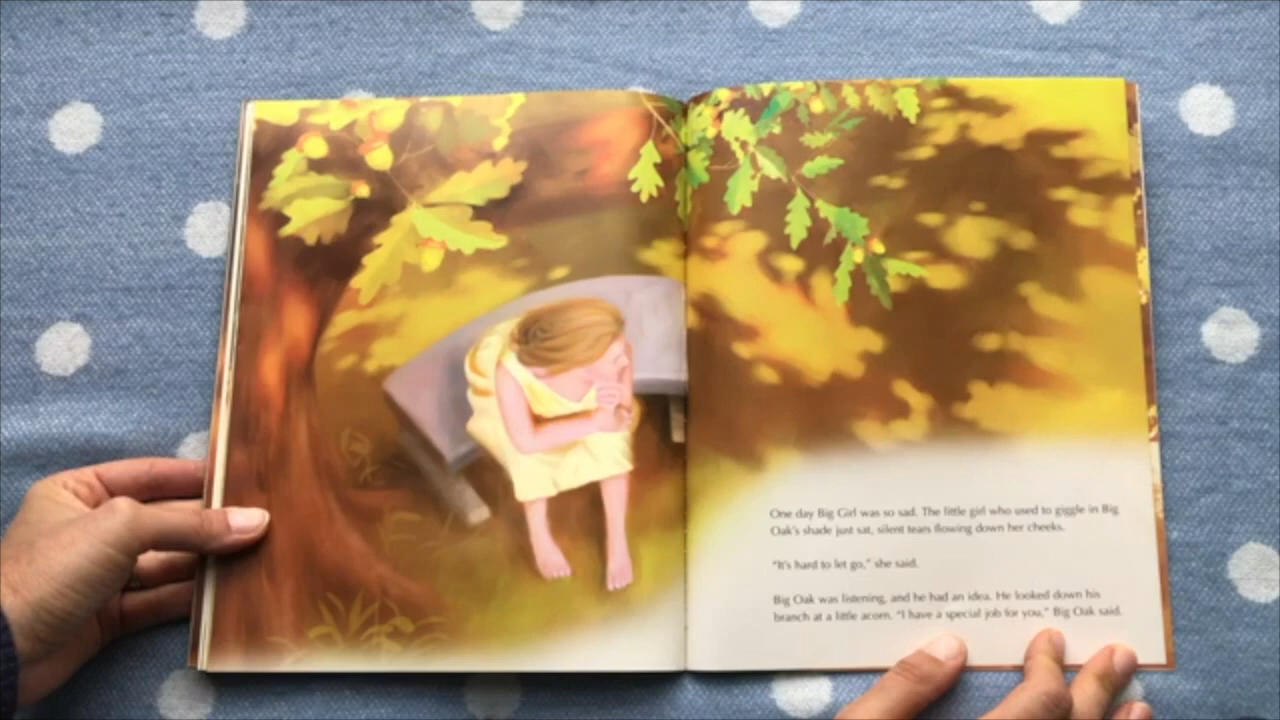 One day Big Girl was so sad. The little girl who used to giggle in Big
Oak's shade just sat, silent tears flowing down her cheeks.
"It's hard to let go," she said.
Big Oak was listening, and he had an idea. He looked down his
branch at a little acorn. "I have a special job for you," Big Oak said.